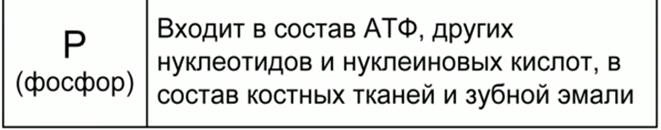 P
(фосфор)
Входит в состав АТФ, других
нуклеотидов и нуклеиновых кислот, в
состав костных тканей и зубной эмали